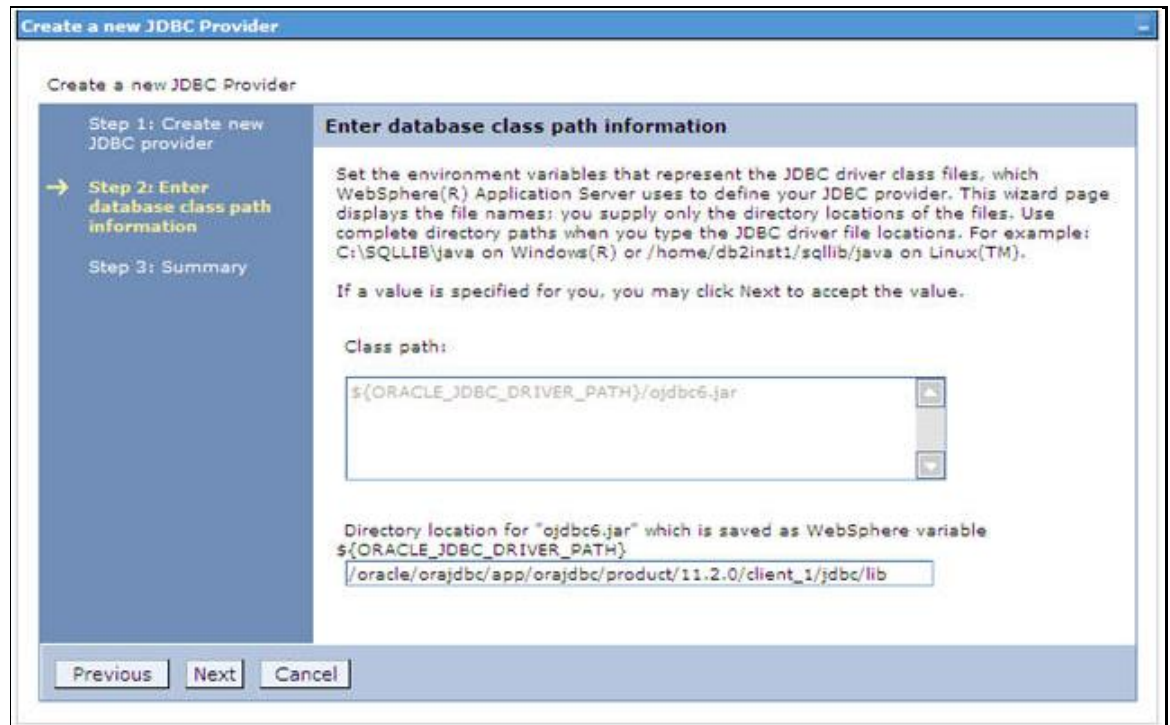 Create a new JDBC Provider
Create a new JDBC Provider
Step 1: Create new
JDBC provider
Step 2: Enter
database class path
information
Step 3: Summary
Enter database class path information
Set the environment variables that represent the JDBC driver class files, which
WebSphere(R) Application Server uses to define your JDBC provider. This wizard page
displays the file names; you supply only the directory locations of the files. Use
complete directory paths when you type the JDBC driver file locations. For example:
C:\SQLLIB\java on Windows(R) or /home/db2inst1/sqllib/java on Linux(TM).
If a value is specified for you, you may click Next to accept the value.
Class path:
${ORACLE_JDBC_DRIVER_PATH}/ojdbc6.jar
Directory location for "ojdbc6.jar" which is saved as WebSphere variable
${ORACLE_JDBC_DRIVER_PATH}
/oracle/orajdbc/app/orajdbc/product/11.2.0/client_1/jdbc/lib
Previous Next Cancel